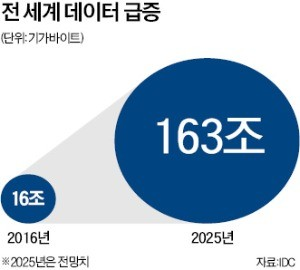 전 세계 데이터 급증
(단위:기가바이트)
163조
16조
2016년
2025년
※2025년은 전망치
자료:IDC